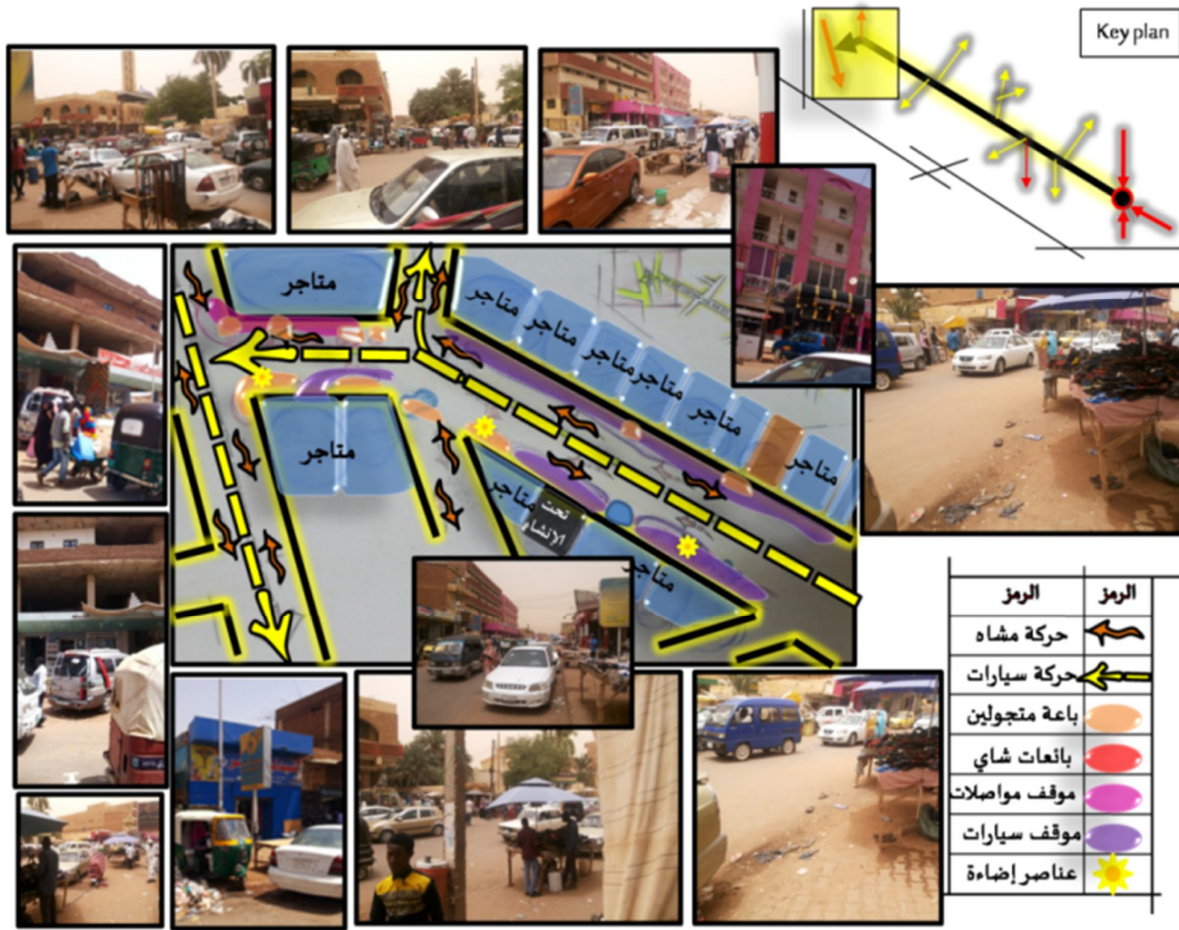 Key plan
متاجر
متاجر
متاجر
متاجر
متاجر
متاجر
متاجر
متاجر
متاجر
تحت
الإنشاء
متاجر
الرمز الرمز
حركة مشاه
حركة سيارات
باعة متجولين
بائعات شاي
موقف مواصلات
موقف سيارات
عناصر إضاءة